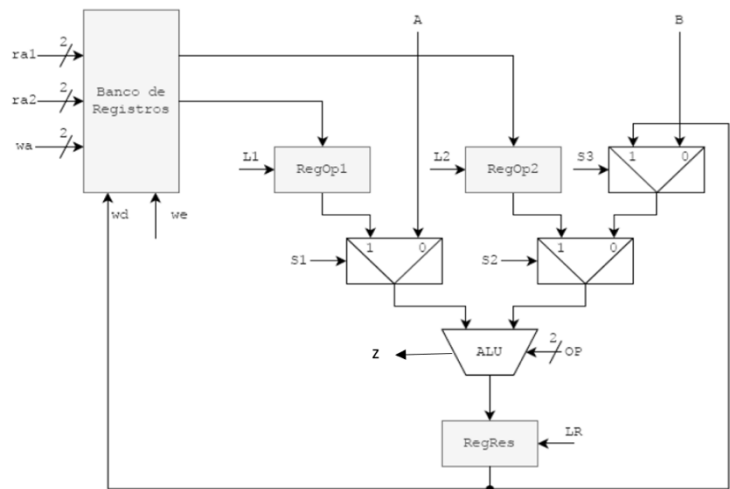 A
B
ra1
2
ra2
2
wa
2
Banco de
Registros
wd
we
L1
RegOp1
L2
RegOp2
S3
1
0
S1
1
0
S2
1
0
Z
ALU
2
OP
RegRes
LR